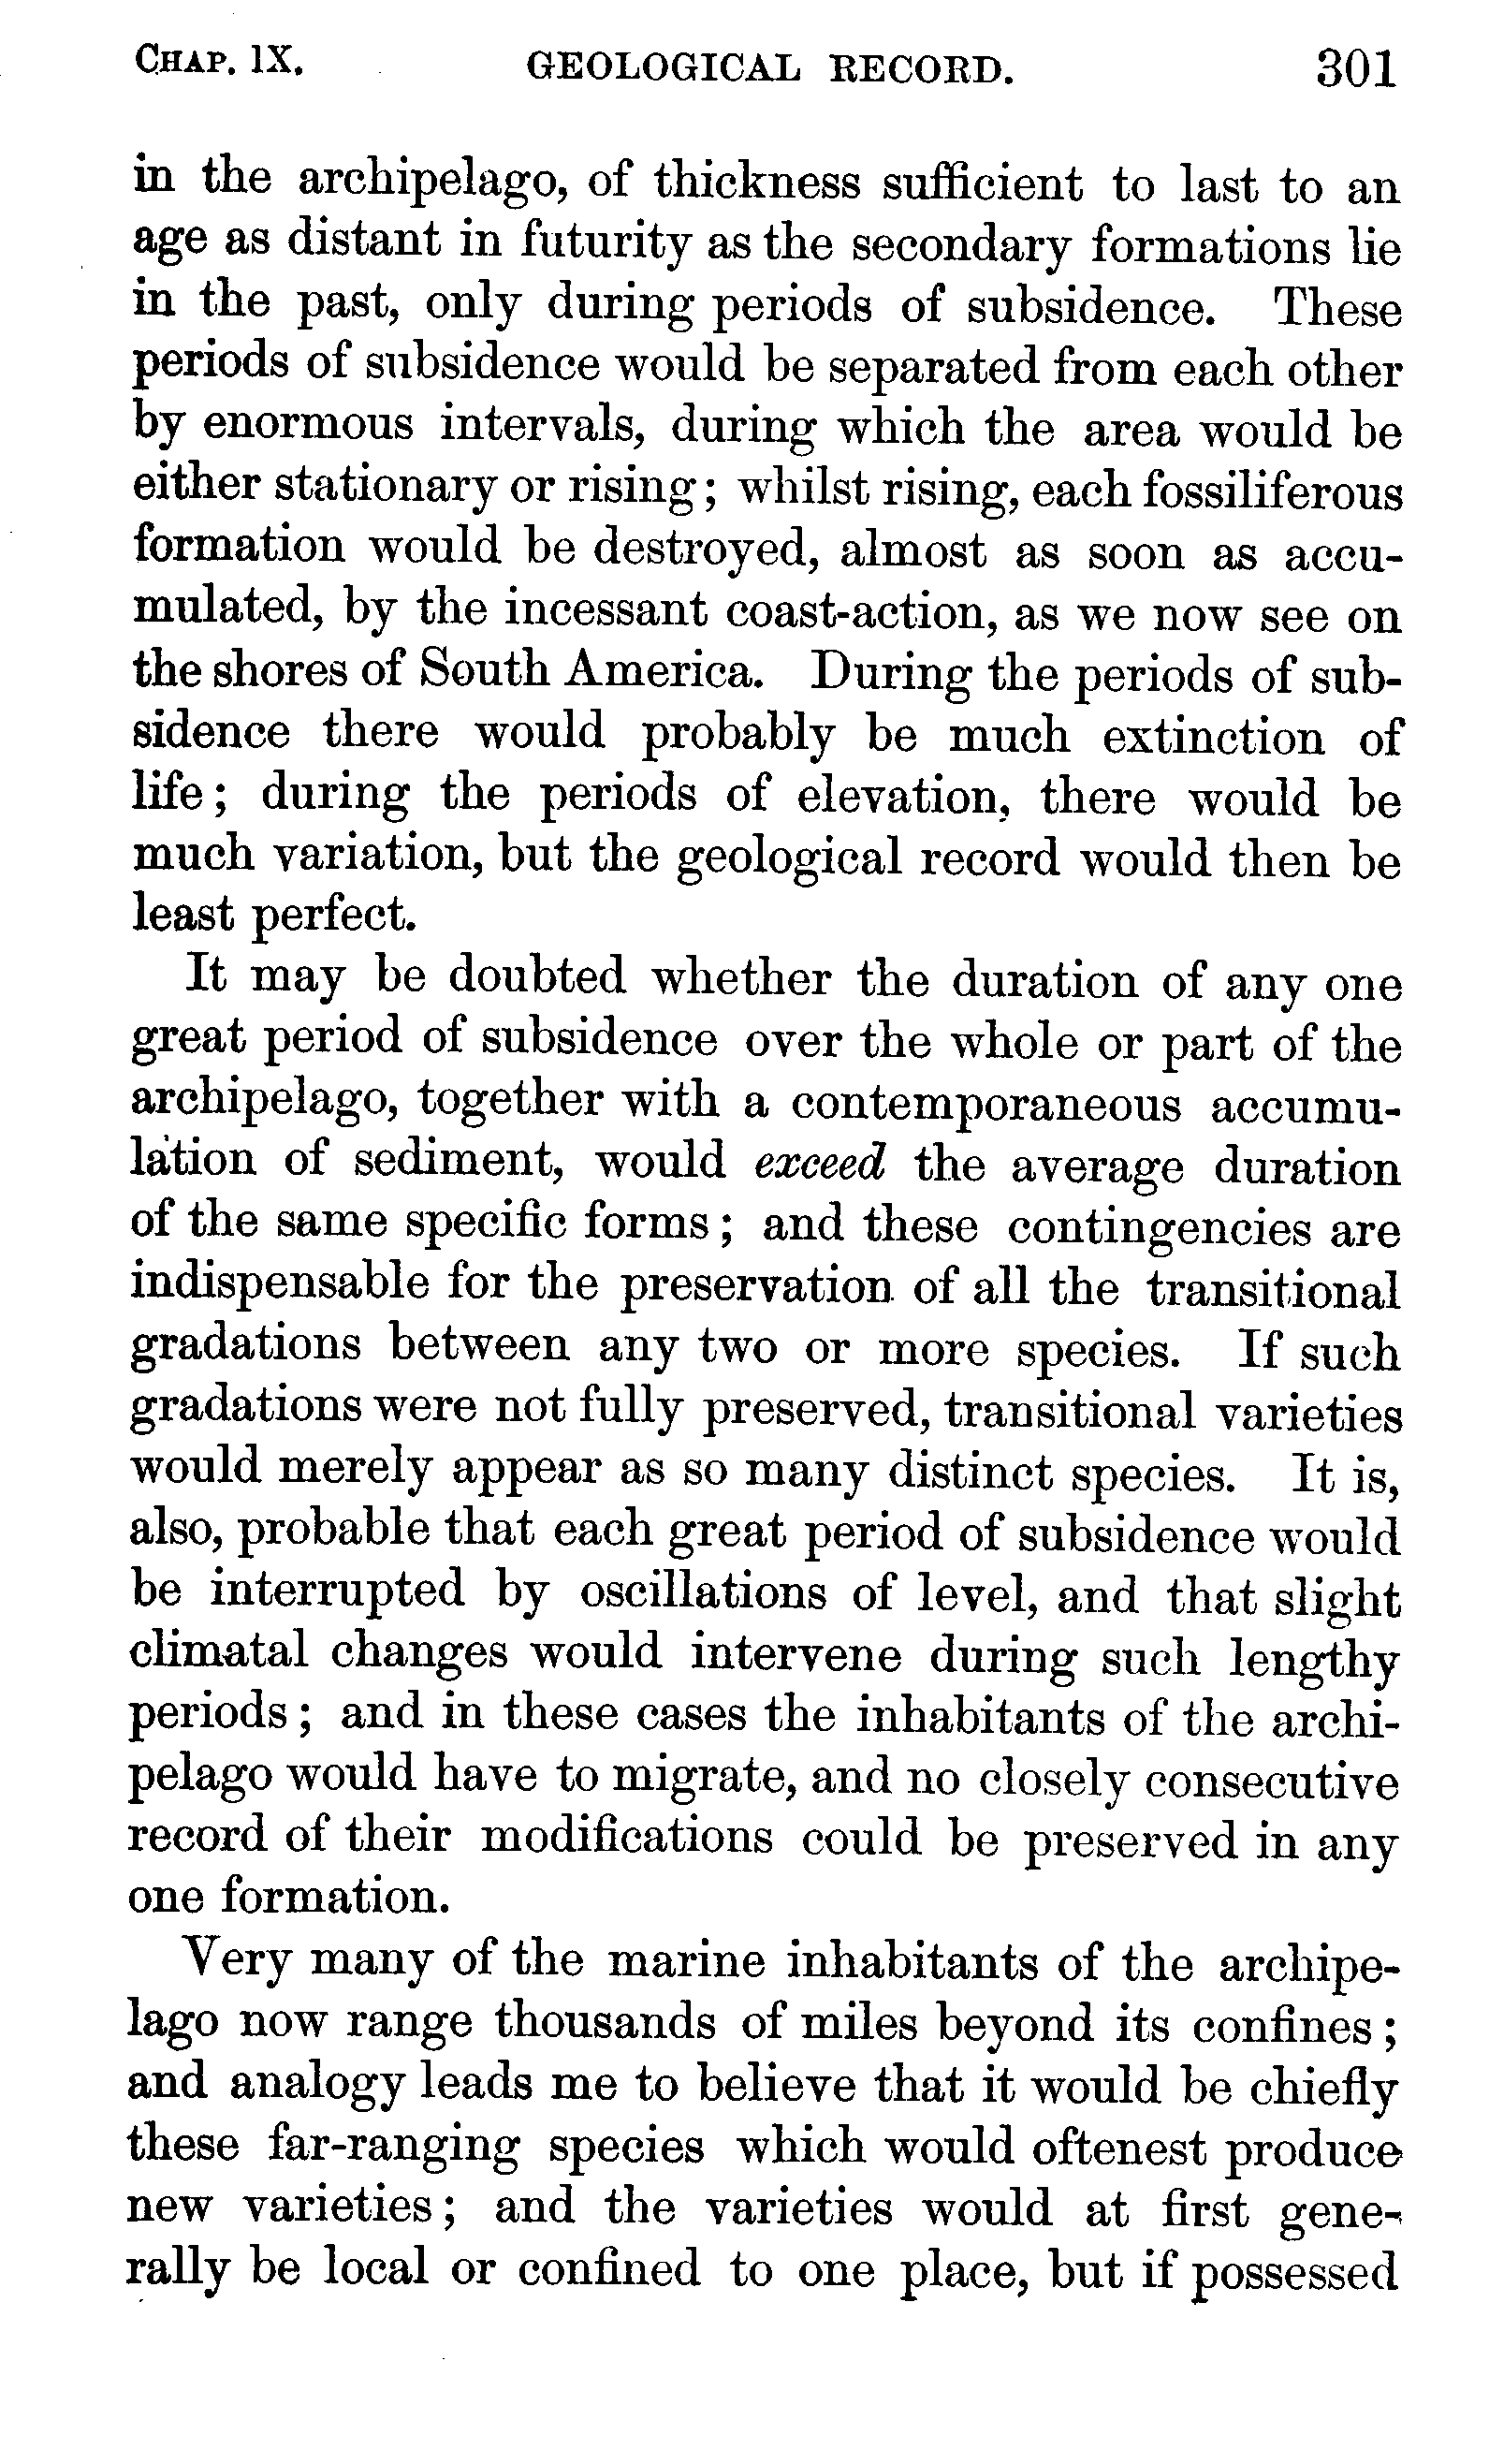 CHAP. IX. GEOLOGICAL RECORD. 301
in the archipelago, of thickness sufficient to last to an
age as distant in futurity as the secondary formations lie
in the past, only during periods of subsidence. These
periods of subsidence would be separated from each other
by enormous intervals, during which the area would be
either stationary or rising; whilst rising, each fossiliferous
formation would be destroyed, almost as soon as accu-
mulated, by the incessant coast-action, as we now see on
the shores of South America. During the periods of sub-
sidence there would probably be much extinction of
life; during the periods of elevation, there would be
much variation, but the geological record would then be
least perfect.
It may be doubted whether the duration of any one
great period of subsidence over the whole or part of the
archipelago, together with a contemporaneous accumu-
lation of sediment, would exceed the average duration
of the same specific forms; and these contingencies are
indispensable for the preservation of all the transitional
gradations between any two or more species. If such
gradations were not fully preserved, transitional varieties
would merely appear as so many distinct species. It is,
also, probable that each great period of subsidence would
be interrupted by oscillations of level, and that slight
climatal changes would intervene during such lengthy
periods; and in these cases the inhabitants of the archi-
pelago would have to migrate, and no closely consecutive
record of their modifications could be preserved in any
one formation.
Very many of the marine inhabitants of the archipe-
lago now range thousands of miles beyond its confines;
and analogy leads me to believe that it would be chiefly
these far-ranging species which would oftenest produce
new varieties; and the varieties would at first gene-
rally be local or confined to one place, but if possessed